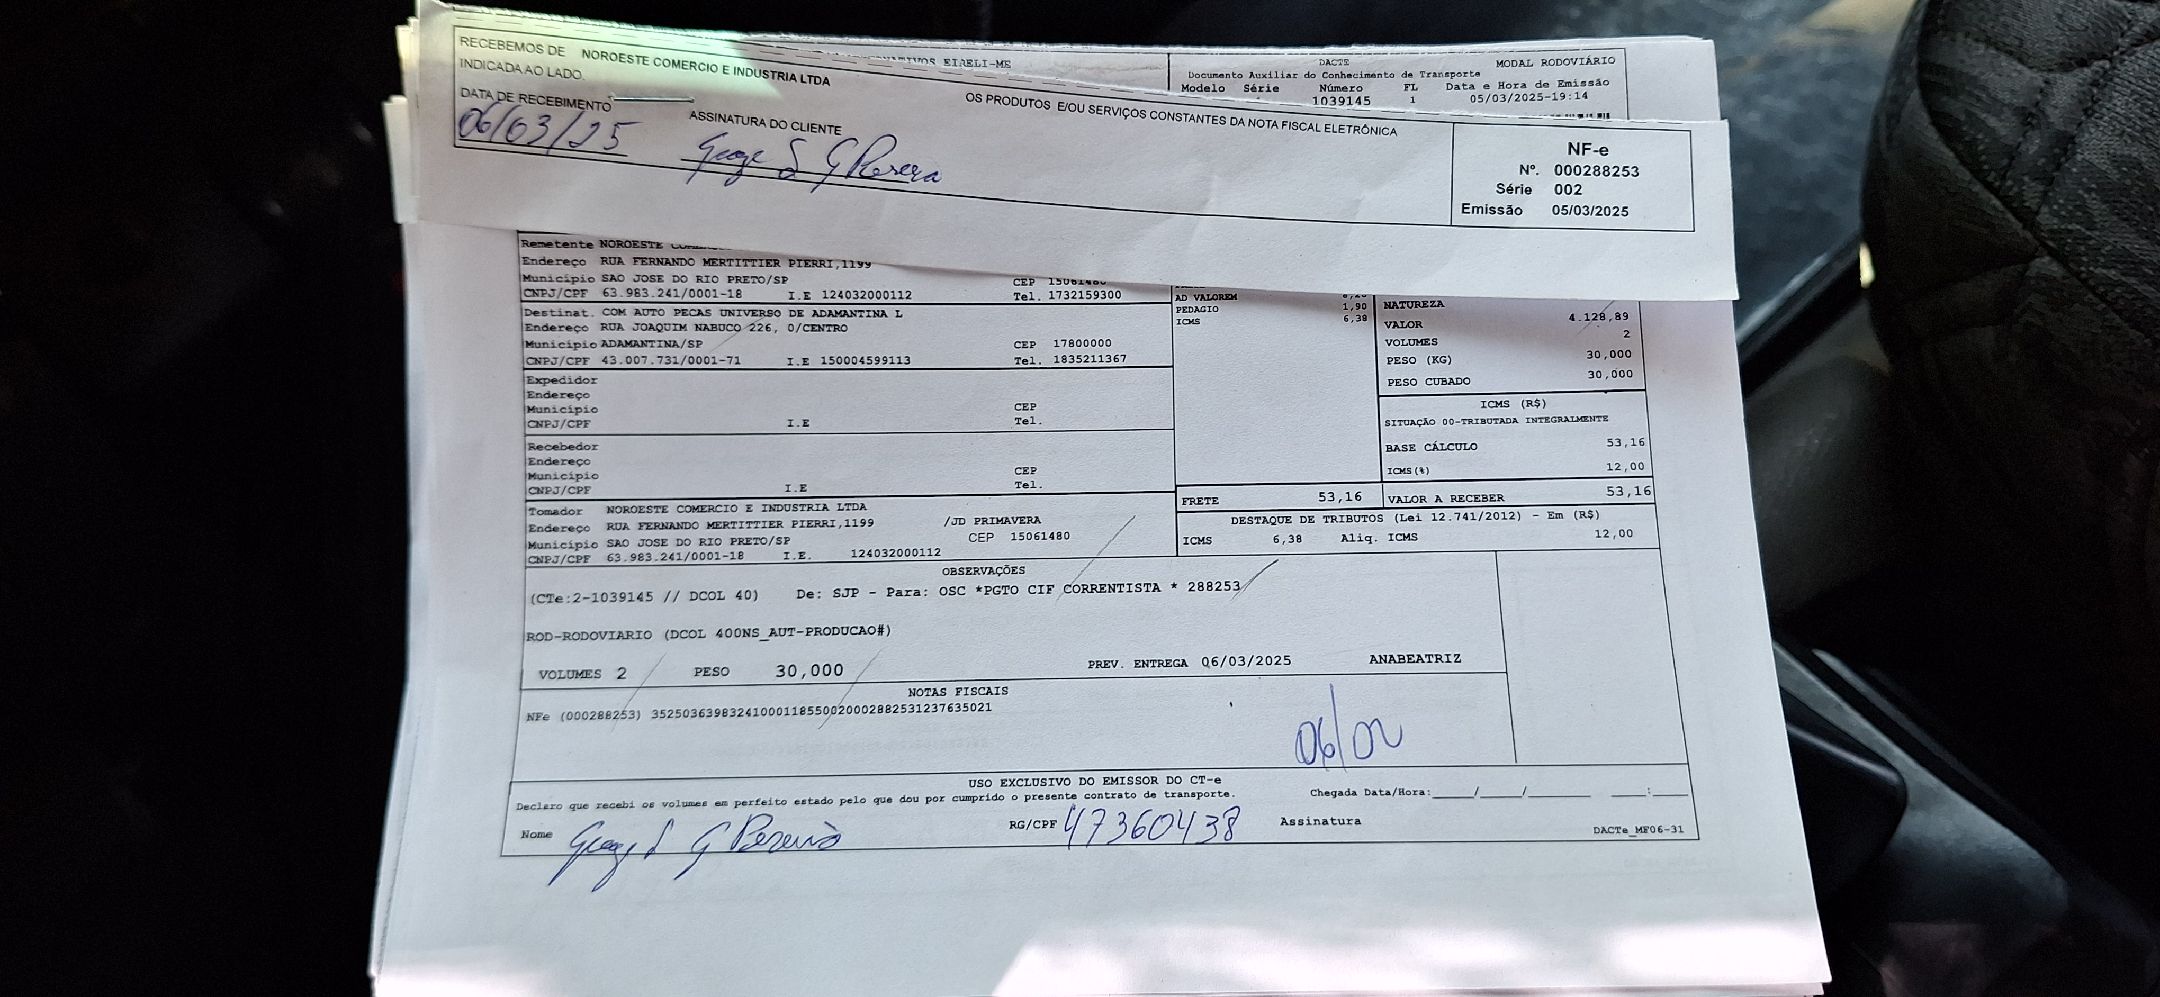 RECEBEMOS DE NOROESTE COMERCIO E INDUSTRIA LTDA
OS PRODUTOS E/OU SERVIÇOS CONSTANTES DA NOTA FISCAL ELETRÔNICA
INDICADA AO LADO.
DATA DE RECEBIMENTO
06/03/25
ASSINATURA DO CLIENTE
NF-e
Nº. 000288253
Série 002
Emissão 05/03/2025
EIRELI-ME
DACTE
MODAL RODOVIÁRIO
Documento Auxiliar do Conhecimento de Transporte
Modelo Série Número FL Data e Hora de Emissão
1039145 1 05/03/2025-19:14
Remetente NOROESTE
Endereço RUA FERNANDO MERTITTIER PIERRI,1199
Município SAO JOSE DO RIO PRETO/SP CEP 15061480
CNPJ/CPF 63.983.241/0001-18 I.E 124032000112 Tel. 1732159300
Destinat. COM AUTO PECAS UNIVERSO DE ADAMANTINA L
Endereço RUA JOAQUIM NABUCO 226, 0/CENTRO
Município ADAMANTINA/SP CEP 17800000
CNPJ/CPF 43.007.731/0001-71 I.E 150004599113 Tel. 1835211367
Expedidor
Endereço
Município CEP
CNPJ/CPF I.E Tel.
Recebedor
Endereço
Município CEP
CNPJ/CPF I.E Tel.
Tomador NOROESTE COMERCIO E INDUSTRIA LTDA
Endereço RUA FERNANDO MERTITTIER PIERRI,1199 /JD PRIMAVERA
Município SAO JOSE DO RIO PRETO/SP CEP 15061480
CNPJ/CPF 63.983.241/0001-18 I.E. 124032000112
AD VALOREM
PEDAGIO 1,90
ICMS 6,38
NATUREZA
VALOR 4.128,89
VOLUMES 2
PESO (KG) 30,000
PESO CUBADO 30,000
ICMS (R$)
SITUAÇÃO 00-TRIBUTADA INTEGRALMENTE
BASE CÁLCULO 53,16
ICMS(%) 12,00
FRETE 53,16 VALOR A RECEBER 53,16
DESTAQUE DE TRIBUTOS (Lei 12.741/2012) - Em (R$)
ICMS 6,38 Aliq. ICMS 12,00
OBSERVAÇÕES
(CTe:2-1039145 // DCOL 40) De: SJP - Para: OSC *PGTO CIF CORRENTISTA * 288253
ROD-RODOVIARIO (DCOL 400NS_AUT-PRODUCAO#)
VOLUMES 2 PESO 30,000 PREV. ENTREGA 06/03/2025 ANABEATRIZ
NOTAS FISCAIS
NFe (000288253) 35250363983241000118550020002882531237635021
USO EXCLUSIVO DO EMISSOR DO CT-e
Declaro que recebi os volumes em perfeito estado pelo que dou por cumprido o presente contrato de transporte.
Chegada Data/Hora:____/____/______ ___:___
Nome
RG/CPF 47360438
Assinatura
DACTe_MF06-31